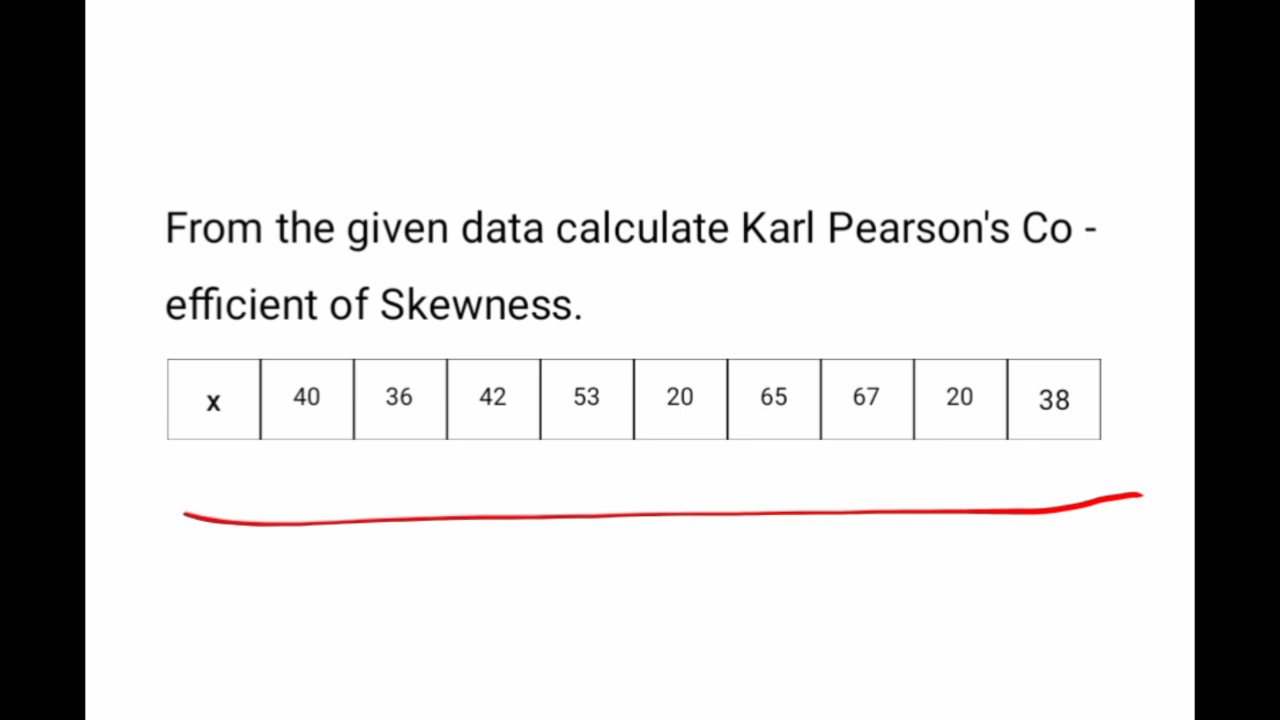 From the given data calculate Karl Pearson's Co -
efficient of Skewness.
x 40 36 42 53 20 65 67 20 38